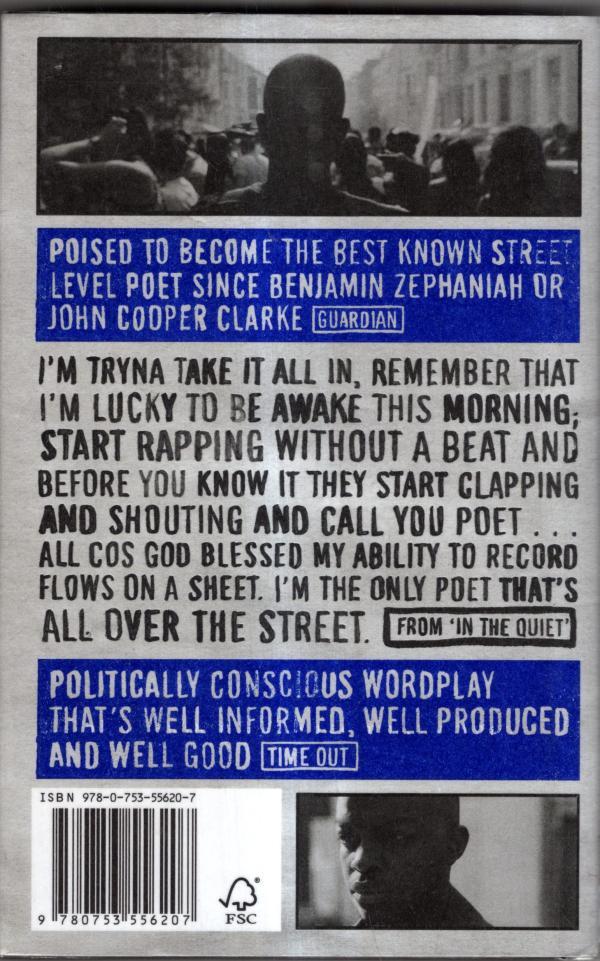 POISED TO BECOME THE BEST KNOWN STREET
LEVEL POET SINCE BENJAMIN ZEPHANIAH OR
JOHN COOPER CLARKE GUARDIAN
I'M TRYNA TAKE IT ALL IN, REMEMBER THAT
I'M LUCKY TO BE AWAKE THIS MORNING;
START RAPPING WITHOUT A BEAT AND
BEFORE YOU KNOW IT THEY START CLAPPING
AND SHOUTING AND CALL YOU POET . . .
ALL COS GOD BLESSED MY ABILITY TO RECORD
FLOWS ON A SHEET. I'M THE ONLY POET THAT'S
ALL OVER THE STREET. FROM 'IN THE QUIET'
POLITICALLY CONSCIOUS WORDPLAY
THAT'S WELL INFORMED, WELL PRODUCED
AND WELL GOOD TIME OUT
ISBN 978-0-753-55620-7
9 780753 556207
FSC